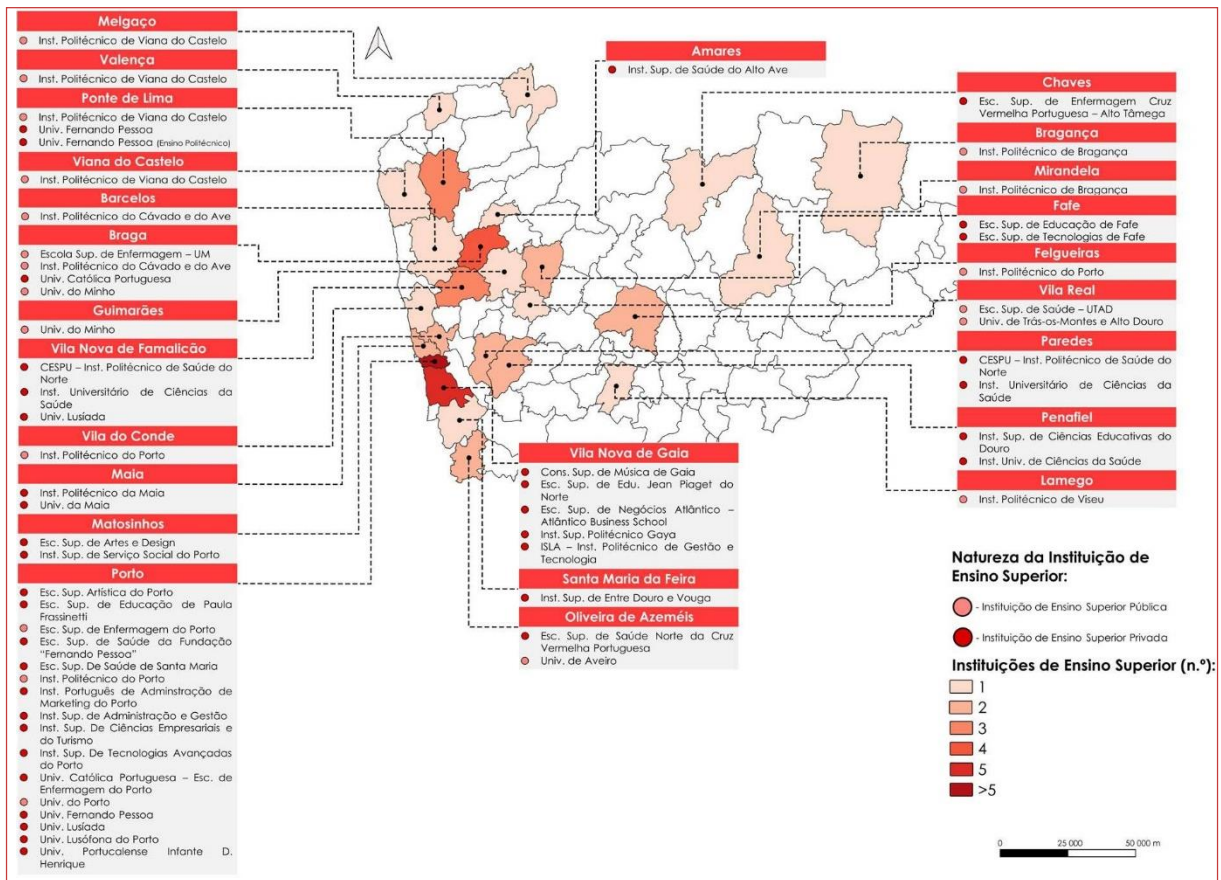 Melgaço
Inst. Politécnico de Viana do Castelo
Valença
Inst. Politécnico de Viana do Castelo
Ponte de Lima
Inst. Politécnico de Viana do Castelo
Univ. Fernando Pessoa
Univ. Fernando Pessoa (Ensino Politécnico)
Viana do Castelo
Inst. Politécnico de Viana do Castelo
Barcelos
Inst. Politécnico do Cávado e do Ave
Braga
Escola Sup. de Enfermagem – UM
Inst. Politécnico do Cávado e do Ave
Univ. Católica Portuguesa
Univ. do Minho
Guimarães
Univ. do Minho
Vila Nova de Famalicão
CESPU – Inst. Politécnico de Saúde do
Norte
Inst. Universitário de Ciências da
Saúde
Univ. Lusíada
Vila do Conde
Inst. Politécnico do Porto
Maia
Inst. Politécnico da Maia
Univ. da Maia
Matosinhos
Esc. Sup. de Artes e Design
Inst. Sup. de Serviço Social do Porto
Porto
Esc. Sup. Artística do Porto
Esc. Sup. de Educação de Paula
Frassinetti
Esc. Sup. de Enfermagem do Porto
Esc. Sup. de Saúde da Fundação
"Fernando Pessoa"
Esc. Sup. De Saúde de Santa Maria
Inst. Politécnico do Porto
Inst. Português de Adminstração de
Marketing do Porto
Inst. Sup. de Administração e Gestão
Inst. Sup. De Ciências Empresariais e
do Turismo
Inst. Sup. De Tecnologias Avançadas
do Porto
Univ. Católica Portuguesa – Esc. de
Enfermagem do Porto
Univ. do Porto
Univ. Fernando Pessoa
Univ. Lusíada
Univ. Lusófona do Porto
Univ. Portucalense Infante D.
Henrique
Amares
Inst. Sup. de Saúde do Alto Ave
Vila Nova de Gaia
Cons. Sup. de Música de Gaia
Esc. Sup. de Edu. Jean Piaget do
Norte
Esc. Sup. de Negócios Atlântico –
Atlântico Business School
Inst. Sup. Politécnico Gaya
ISLA – Inst. Politécnico de Gestão e
Tecnologia
Santa Maria da Feira
Inst. Sup. de Entre Douro e Vouga
Oliveira de Azeméis
Esc. Sup. de Saúde Norte da Cruz
Vermelha Portuguesa
Univ. de Aveiro
Chaves
Esc. Sup. de Enfermagem Cruz
Vermelha Portuguesa – Alto Tâmega
Bragança
Inst. Politécnico de Bragança
Mirandela
Inst. Politécnico de Bragança
Fafe
Esc. Sup. de Educação de Fafe
Esc. Sup. de Tecnologias de Fafe
Felgueiras
Inst. Politécnico do Porto
Vila Real
Esc. Sup. de Saúde – UTAD
Univ. de Trás-os-Montes e Alto Douro
Paredes
CESPU – Inst. Politécnico de Saúde do
Norte
Inst. Universitário de Ciências da
Saúde
Penafiel
Inst. Sup. de Ciências Educativas do
Douro
Inst. Univ. de Ciências da Saúde
Lamego
Inst. Politécnico de Viseu
Natureza da Instituição de
Ensino Superior:
- Instituição de Ensino Superior Pública
- Instituição de Ensino Superior Privada
Instituições de Ensino Superior (n.º):
1
2
3
4
5
>5
0 25 000 50 000 m